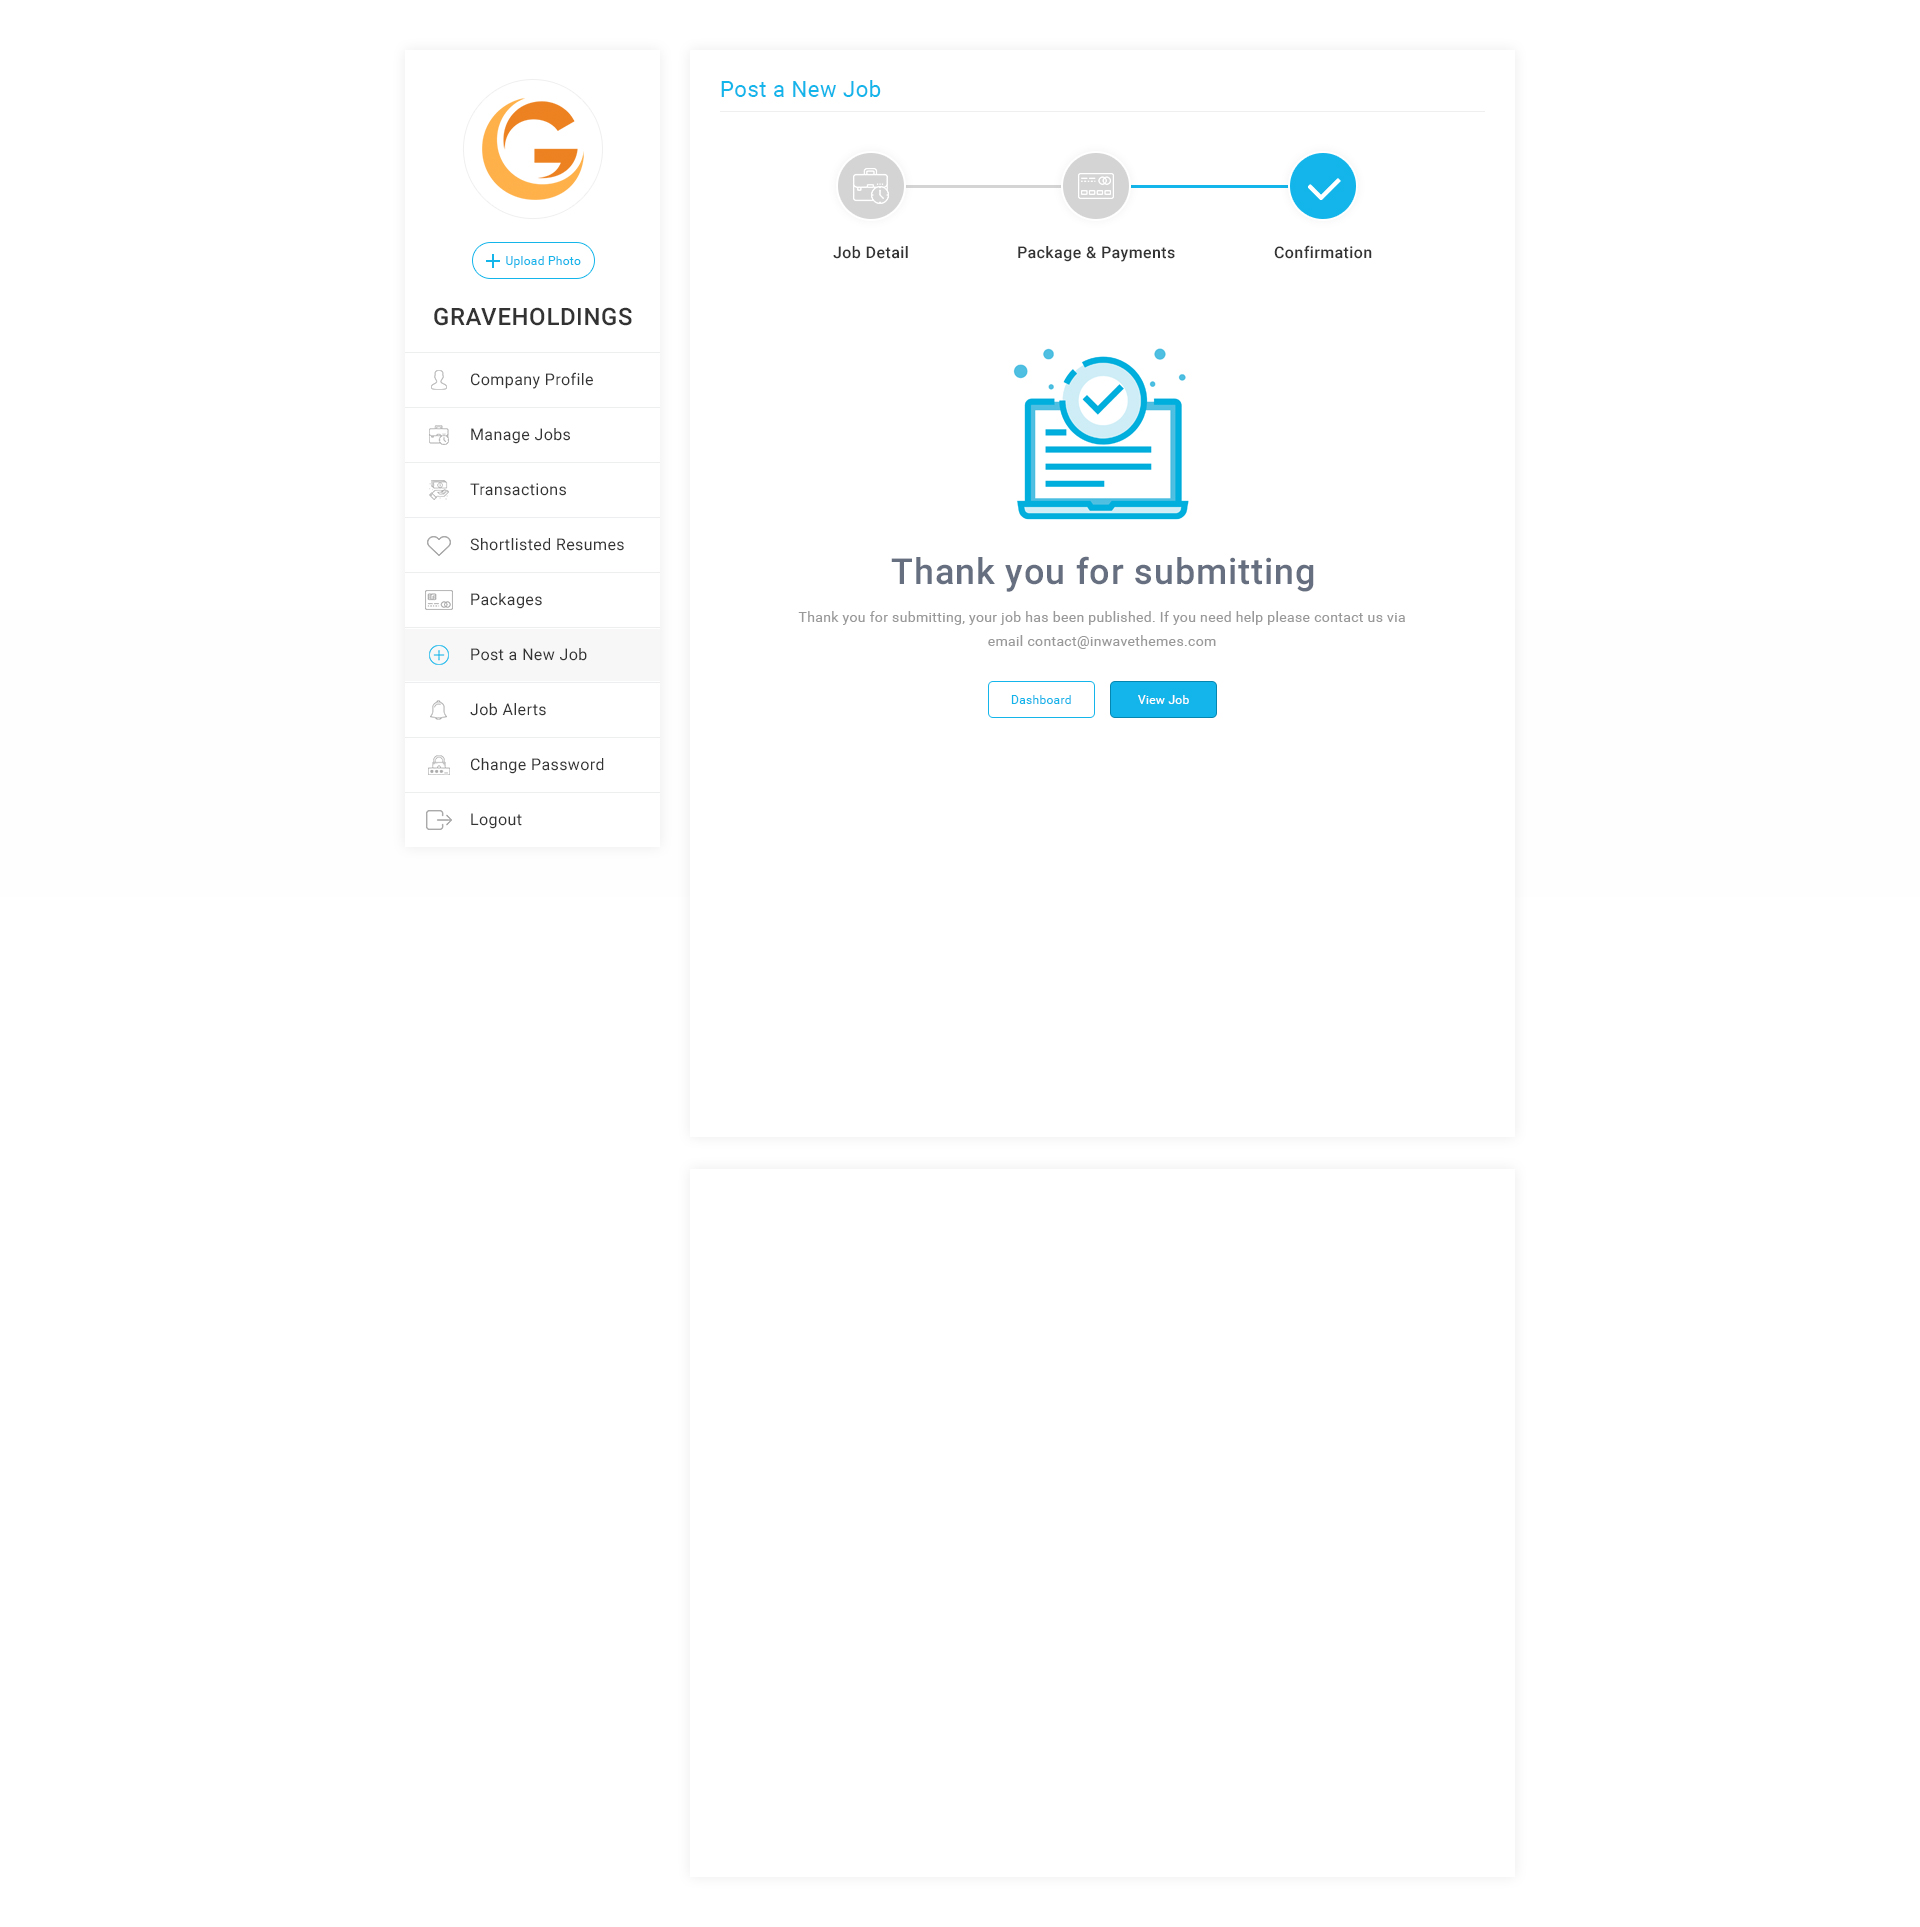 Upload Photo
GRAVEHOLDINGS
Company Profile
Manage Jobs
Transactions
Shortlisted Resumes
Packages
Post a New Job
Job Alerts
Change Password
Logout
Post a New Job
Job Detail
Package & Payments
Confirmation
Thank you for submitting
Thank you for submitting, your job has been published. If you need help please contact us via
email contact@inwavethemes.com
Dashboard
View Job